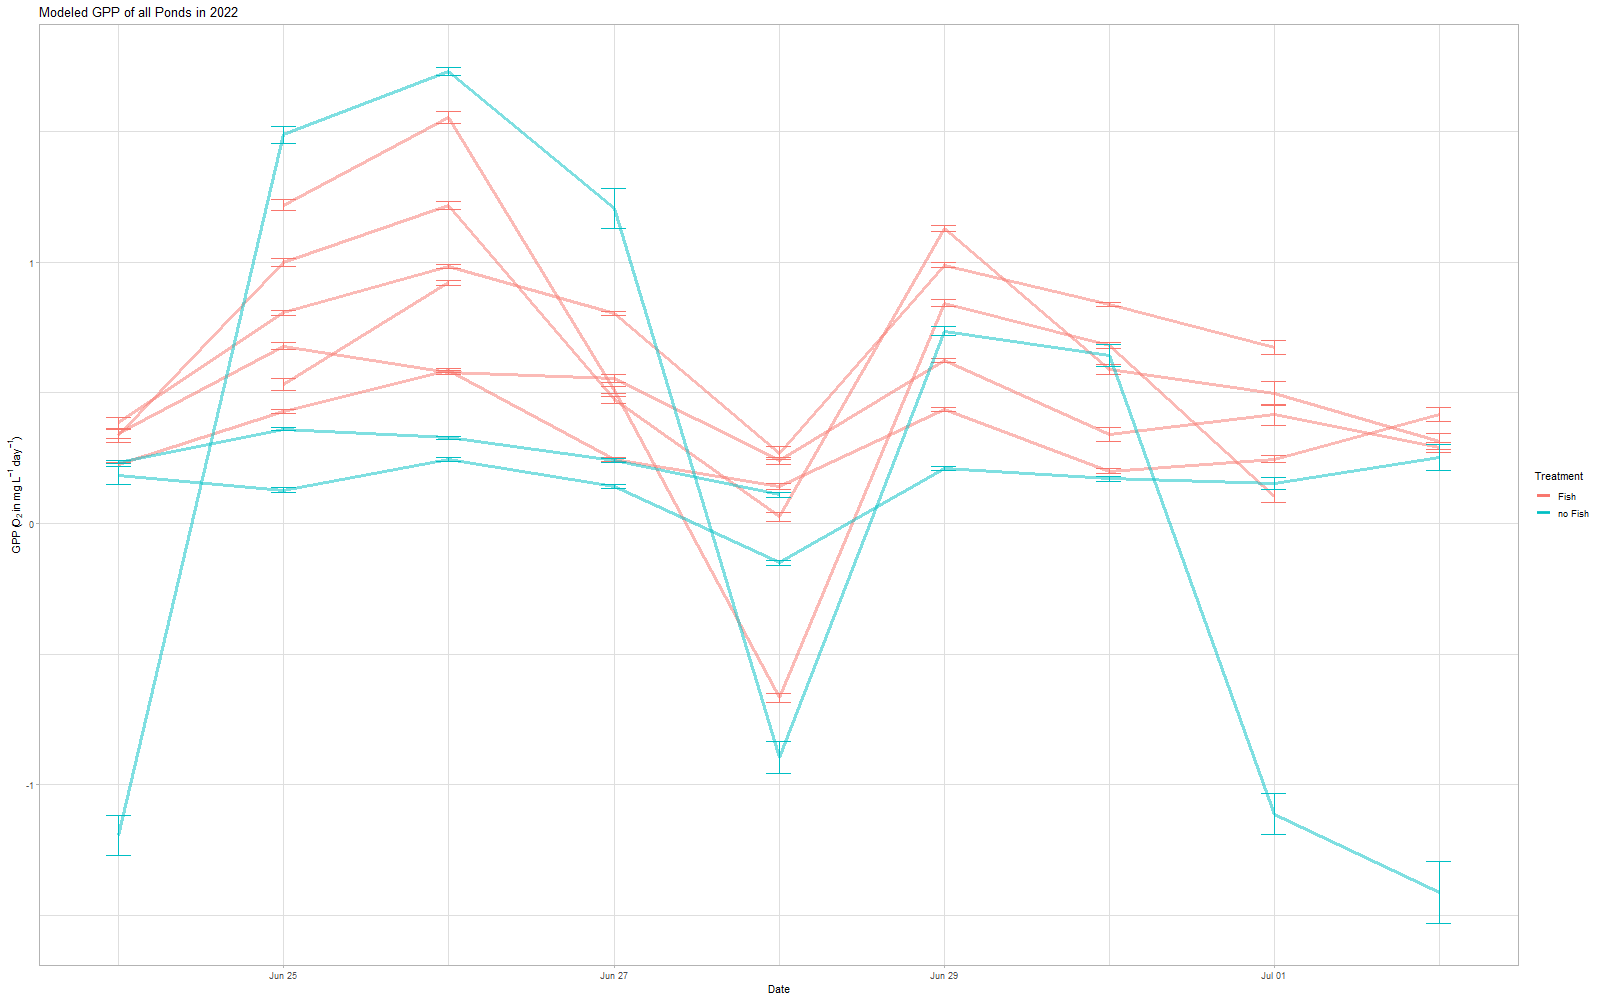 Modeled GPP of all Ponds in 2022
GPP (O₂ in mg L⁻¹ day⁻¹)
1
0
-1
Jun 25
Jun 27
Jun 29
Jul 01
Date
Treatment
Fish
no Fish